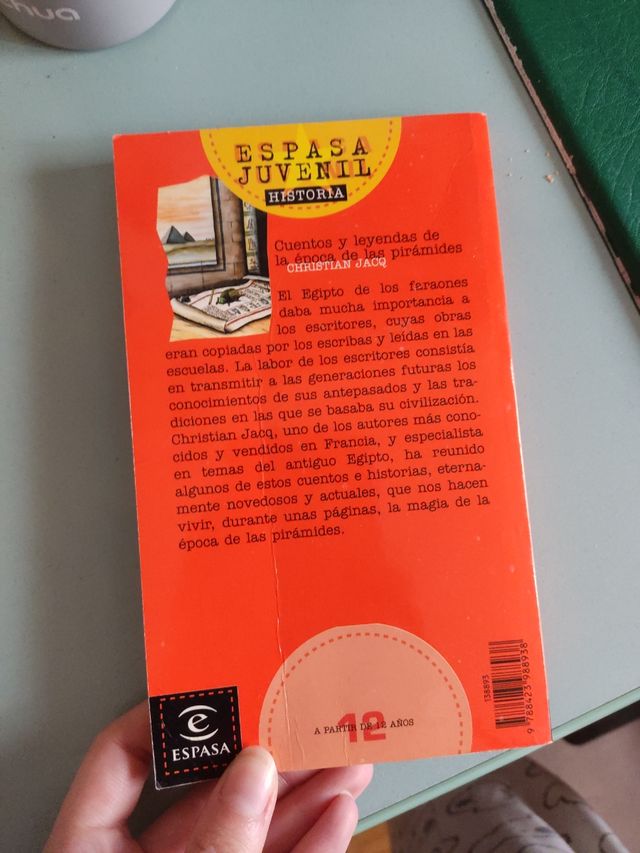 chua
ESPASA
JUVENIL
HISTORIA
Cuentos y leyendas de
la época de las pirámides
CHRISTIAN JACQ
El Egipto de los faraones
daba mucha importancia a
los escritores, cuyas obras
eran copiadas por los escribas y leídas en las
escuelas. La labor de los escritores consistía
en transmitir a las generaciones futuras los
conocimientos de sus antepasados y las tra-
diciones en las que se basaba su civilización.
Christian Jacq, uno de los autores más cono-
cidos y vendidos en Francia, y especialista
en temas del antiguo Egipto, ha reunido
algunos de estos cuentos e historias, eterna-
mente novedosos y actuales, que nos hacen
vivir, durante unas páginas, la magia de la
época de las pirámides.
138893
9 788423 988938
12
A PARTIR DE 12 AÑOS
e
ESPASA